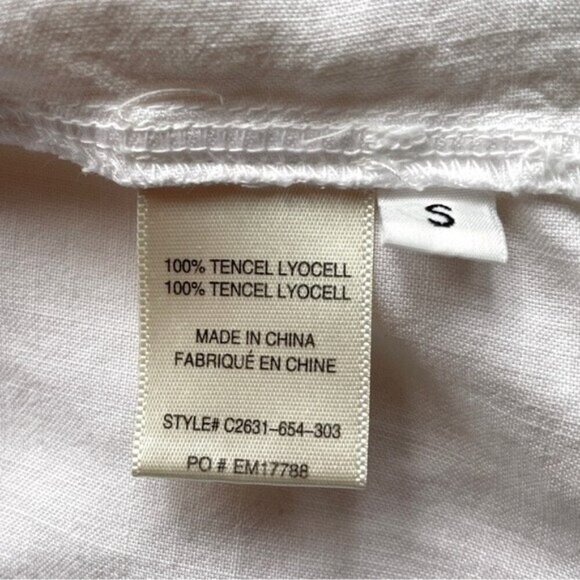 100% TENCEL LYOCELL
100% TENCEL LYOCELL
MADE IN CHINA
FABRIQUÉ EN CHINE
STYLE# C2631-654-303
PO # EM17788
S